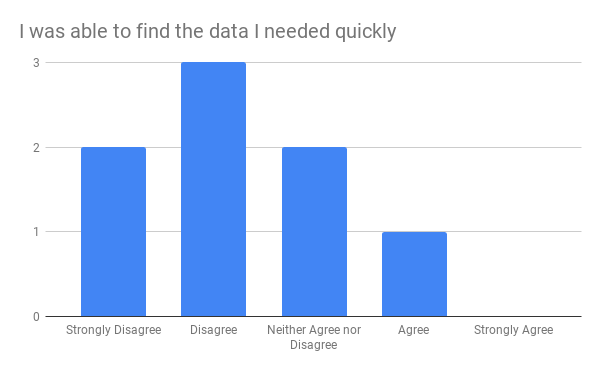 I was able to find the data I needed quickly
3
2
1
0
Strongly Disagree
Disagree
Neither Agree nor
Disagree
Agree
Strongly Agree